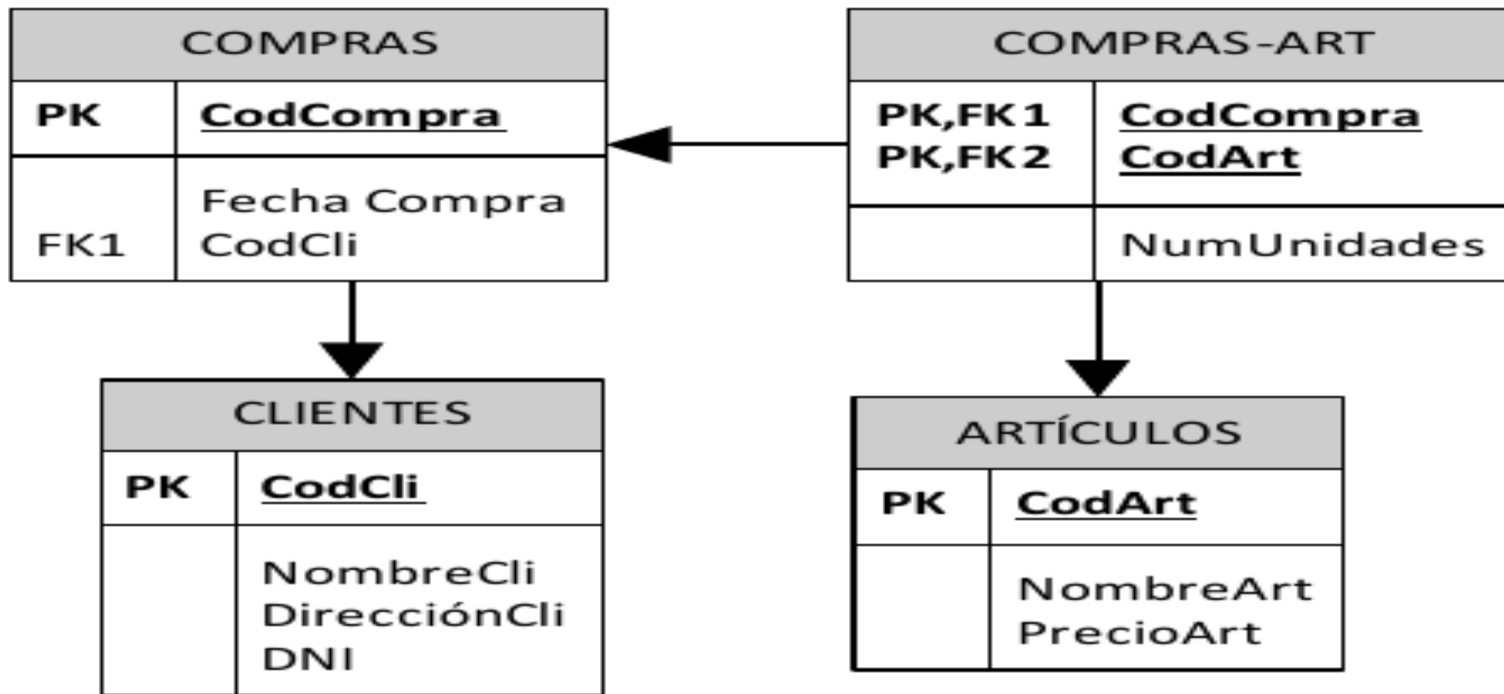 COMPRAS
PK CodCompra
Fecha Compra
FK1 CodCli
COMPRAS-ART
PK,FK1 CodCompra
PK,FK2 CodArt
NumUnidades
CLIENTES
PK CodCli
NombreCli
DirecciónCli
DNI
ARTÍCULOS
PK CodArt
NombreArt
PrecioArt